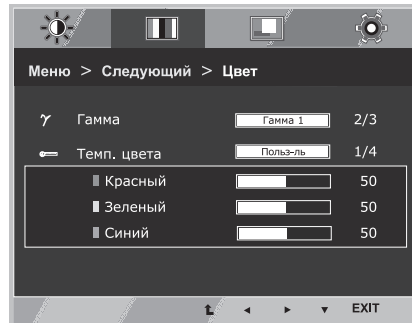 Меню > Следующий > Цвет
γ Гамма Гамма 1 2/3
Темп. цвета Польз-ль 1/4
Красный 50
Зеленый 50
Синий 50
EXIT